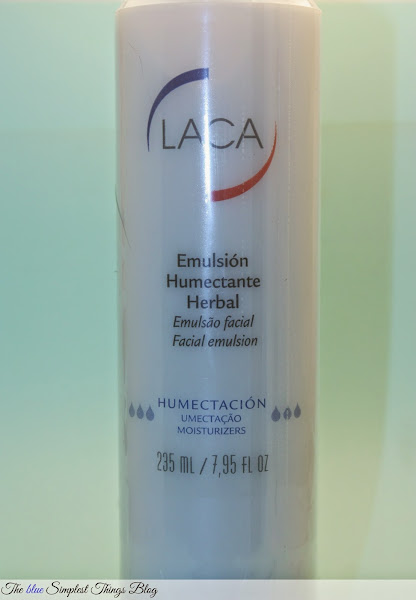 LACA
Emulsión
Humectante
Herbal
Emulsão facial
Facial emulsion
HUMECTACIÓN
UMECTAÇÃO
MOISTURIZERS
235 mL / 7,95 FL OZ
The blue Simplest Things Blog